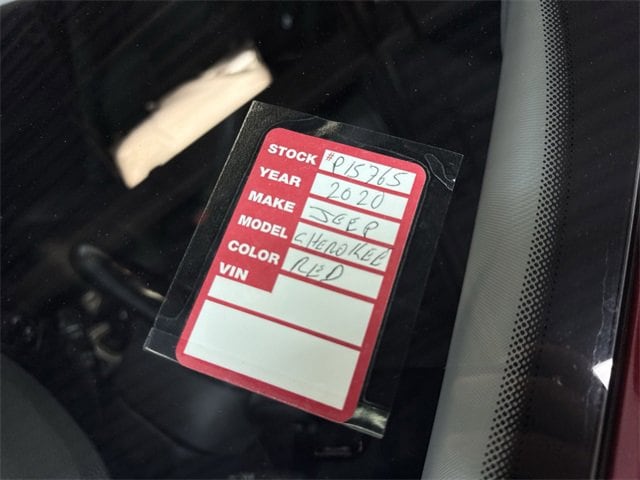 STOCK # P15765
YEAR 2020
MAKE JEEP
MODEL CHEROKEE
COLOR RED
VIN